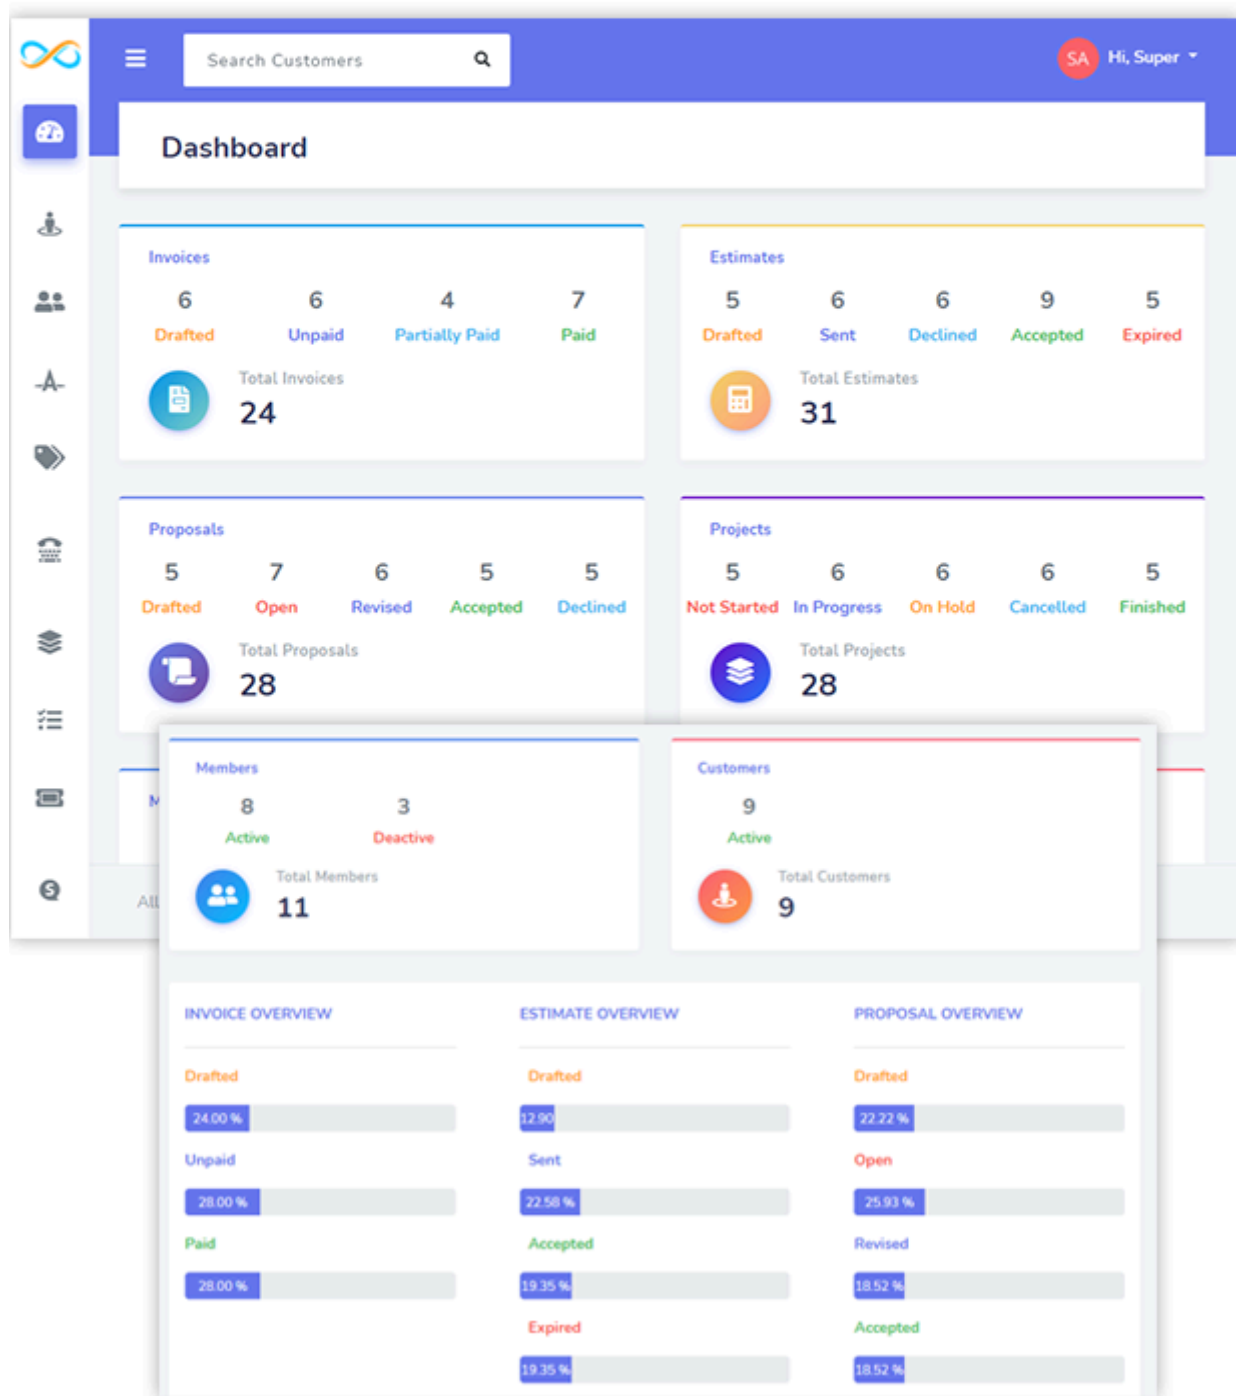 Search Customers
SA Hi, Super
Dashboard
Invoices
6 6 4 7
Drafted Unpaid Partially Paid Paid
Total Invoices
24
Estimates
5 6 6 9 5
Drafted Sent Declined Accepted Expired
Total Estimates
31
Proposals
5 7 6 5 5
Drafted Open Revised Accepted Declined
Total Proposals
28
Projects
5 6 6 6 5
Not Started In Progress On Hold Cancelled Finished
Total Projects
28
M
All
Members
8 3
Active Deactive
Total Members
11
Customers
9
Active
Total Customers
9
INVOICE OVERVIEW
Drafted
24.00 %
Unpaid
28.00 %
Paid
28.00 %
ESTIMATE OVERVIEW
Drafted
12.90
Sent
22.58 %
Accepted
19.35 %
Expired
19.35 %
PROPOSAL OVERVIEW
Drafted
22.22 %
Open
25.93 %
Revised
18.52 %
Accepted
18.52 %